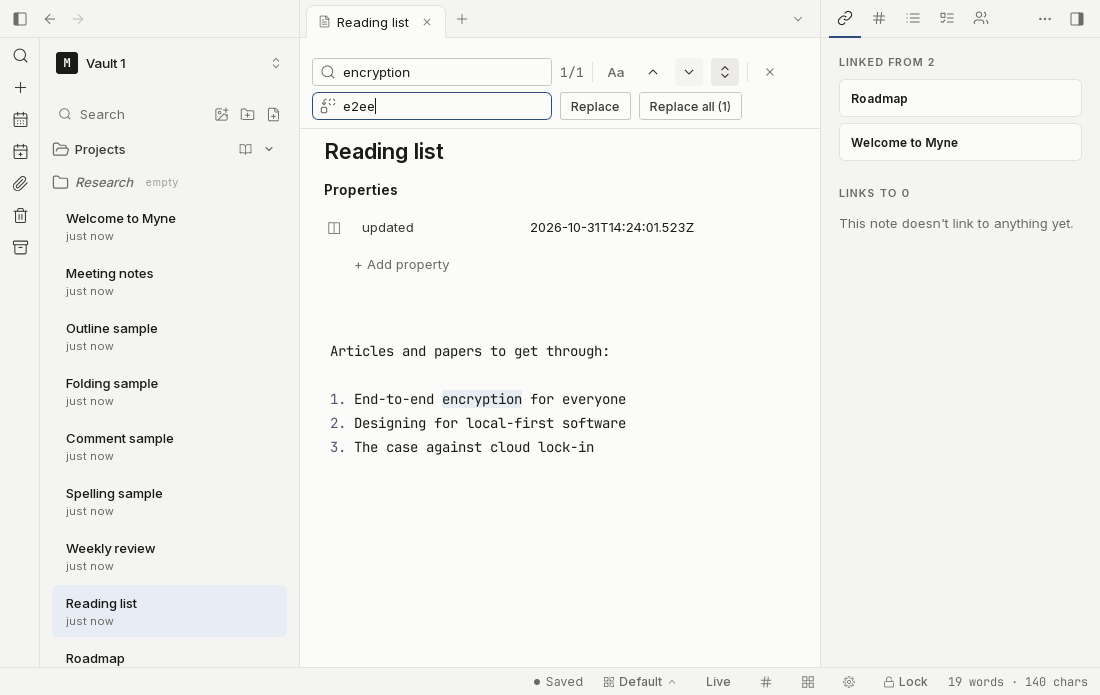 Reading list
M Vault 1
Search
Projects
Research empty
Welcome to Myne
just now
Meeting notes
just now
Outline sample
just now
Folding sample
just now
Comment sample
just now
Spelling sample
just now
Weekly review
just now
Reading list
just now
Roadmap
encryption 1/1 Aa
e2ee Replace Replace all (1)
Reading list
Properties
updated 2026-10-31T14:24:01.523Z
+ Add property
Articles and papers to get through:
1. End-to-end encryption for everyone
2. Designing for local-first software
3. The case against cloud lock-in
LINKED FROM 2
Roadmap
Welcome to Myne
LINKS TO 0
This note doesn't link to anything yet.
Saved Default Live Lock 19 words · 140 chars